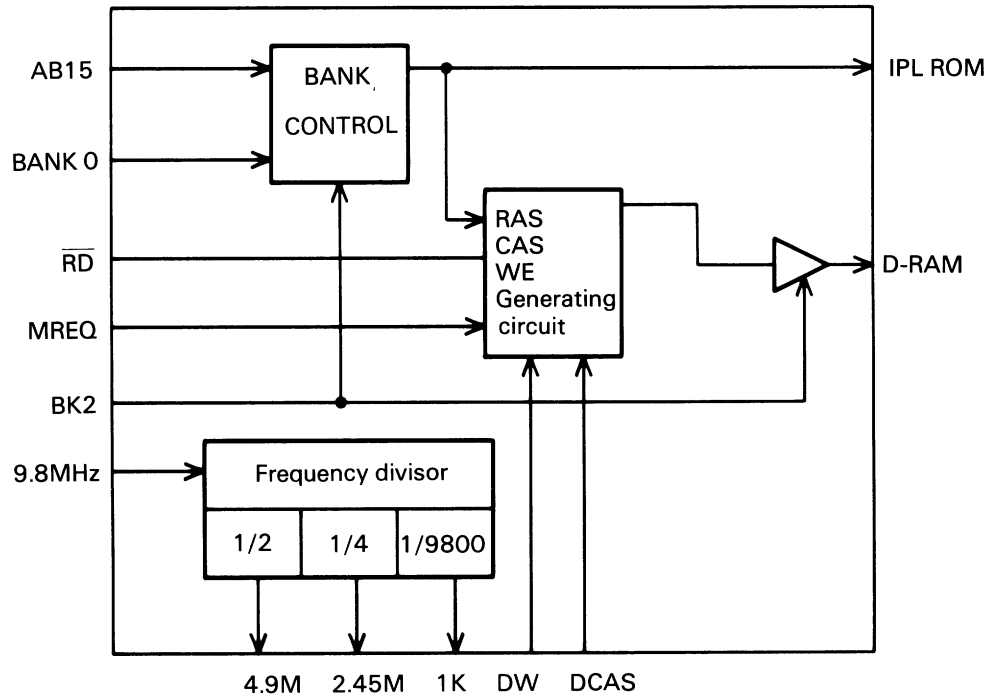 AB15
BANK
CONTROL
IPL ROM
BANK 0
RAS
CAS
WE
Generating
circuit
R̅D̅
D-RAM
MREQ
BK2
9.8MHz
Frequency divisor
1/2
1/4
1/9800
4.9M
2.45M
1K
DW
DCAS